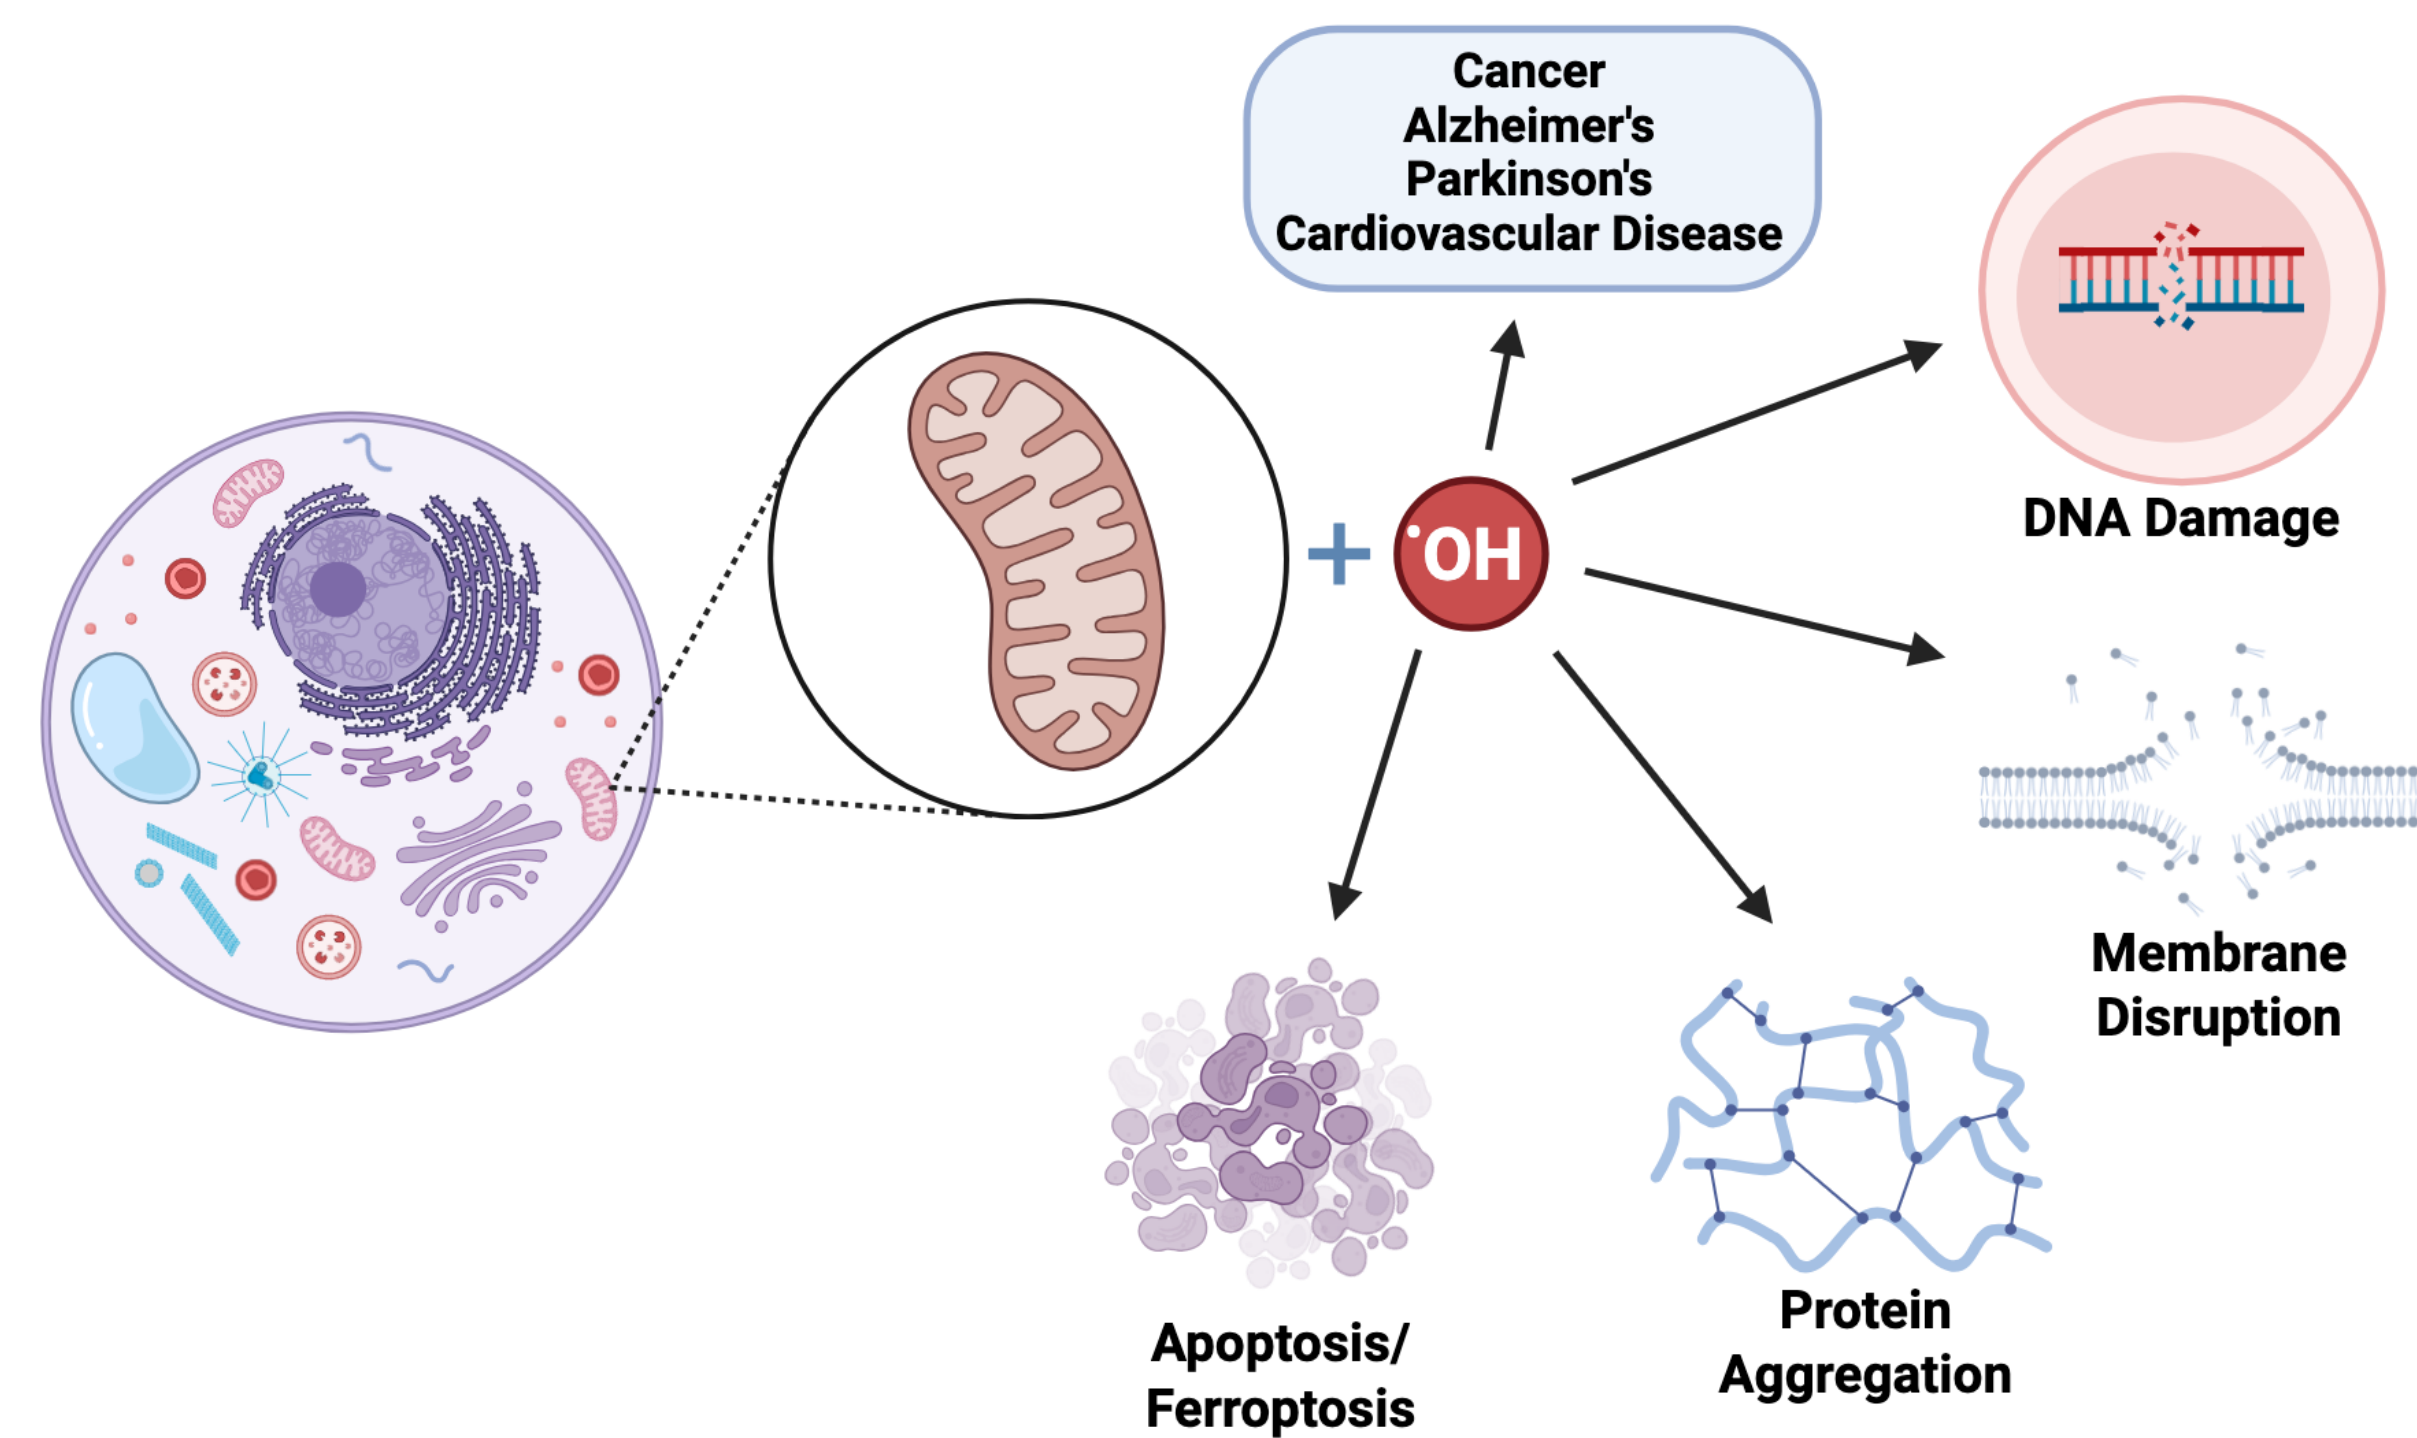 Cancer
Alzheimer's
Parkinson's
Cardiovascular Disease
•OH
DNA Damage
Membrane
Disruption
Protein
Aggregation
Apoptosis/
Ferroptosis